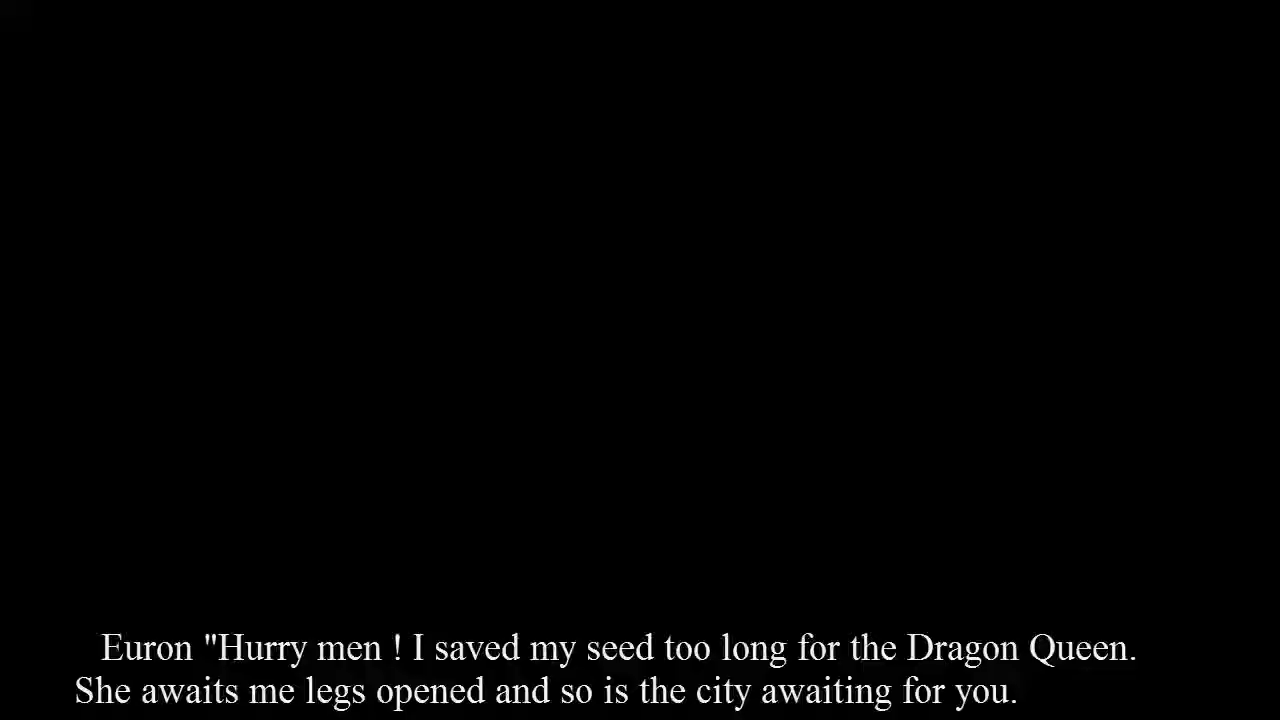 Euron "Hurry men ! I saved my seed too long for the Dragon Queen.
She awaits me legs opened and so is the city awaiting for you.